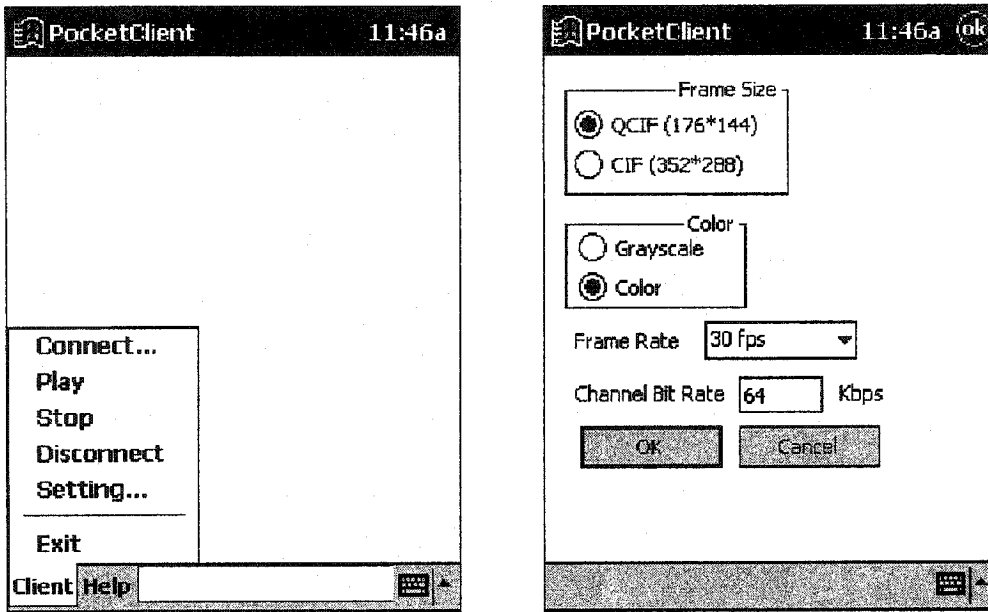 PocketClient 11:46a
Connect...
Play
Stop
Disconnect
Setting...
Exit
Client Help
PocketClient 11:46a ok
Frame Size
QCIF (176*144)
CIF (352*288)
Color
Grayscale
Color
Frame Rate 30 fps
Channel Bit Rate 64 Kbps
OK Cancel